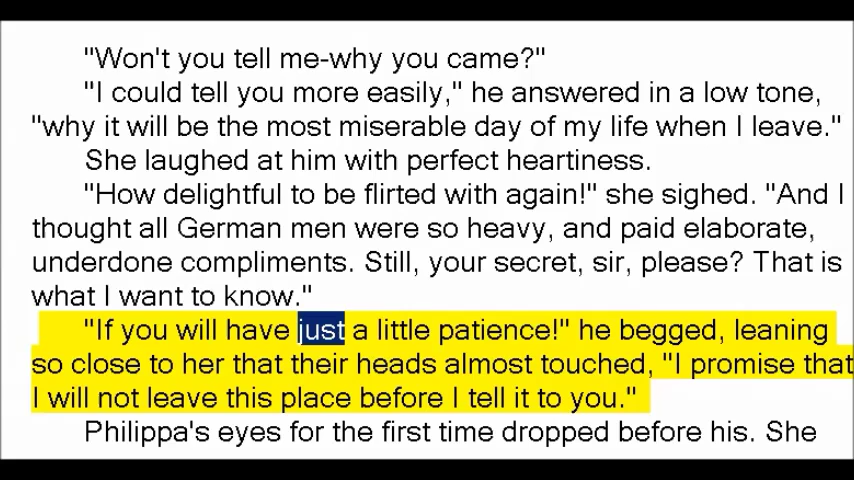 "Won't you tell me-why you came?"
"I could tell you more easily," he answered in a low tone,
"why it will be the most miserable day of my life when I leave."
She laughed at him with perfect heartiness.
"How delightful to be flirted with again!" she sighed. "And I
thought all German men were so heavy, and paid elaborate,
underdone compliments. Still, your secret, sir, please? That is
what I want to know."
"If you will have just a little patience!" he begged, leaning
so close to her that their heads almost touched, "I promise that
I will not leave this place before I tell it to you."
Philippa's eyes for the first time dropped before his. She